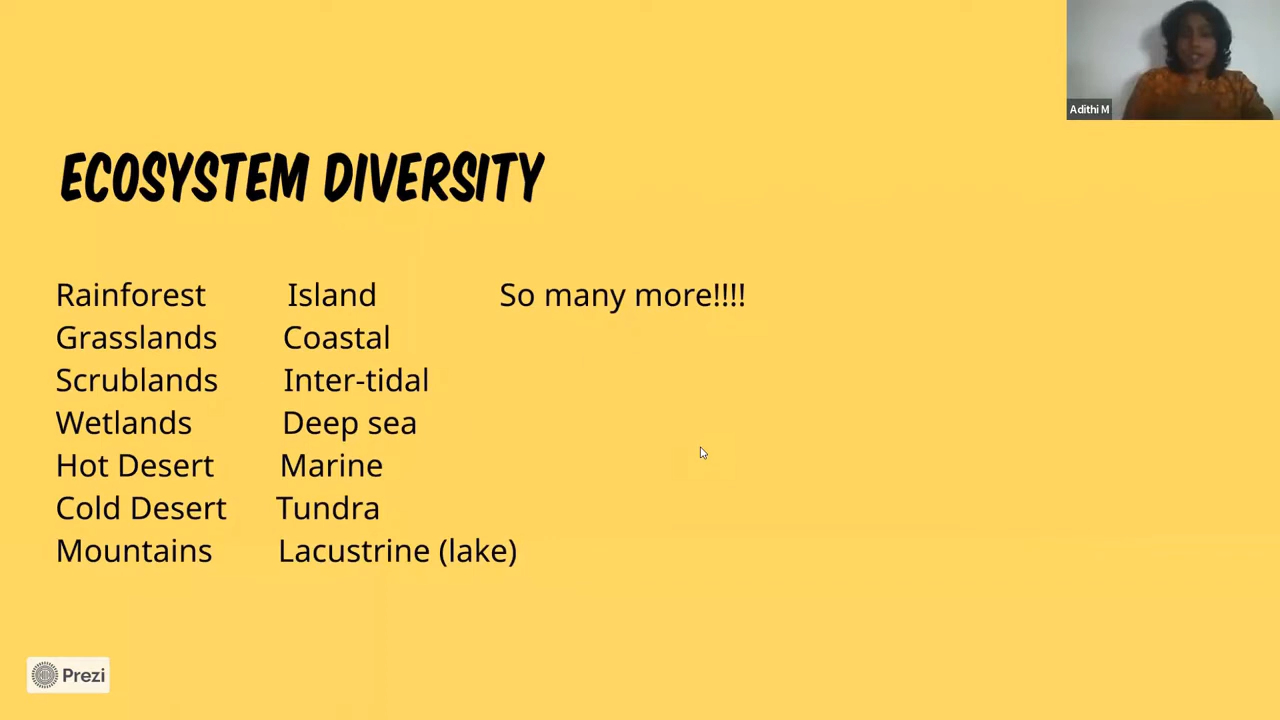 Adithi M
ECOSYSTEM DIVERSITY
Rainforest Island So many more!!!!
Grasslands Coastal
Scrublands Inter-tidal
Wetlands Deep sea
Hot Desert Marine
Cold Desert Tundra
Mountains Lacustrine (lake)
Prezi